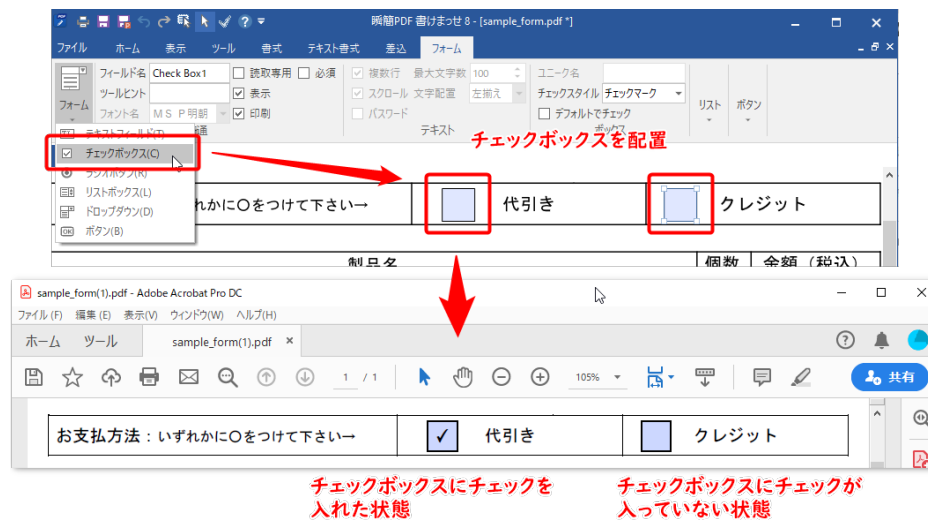 瞬簡PDF 書けまっせ 8 - [sample_form.pdf *]
ファイル ホーム 表示 ツール 書式 テキスト書式 差込 フォーム
フィールド名 Check Box1 読取専用 必須 複数行 最大文字数 100 ユニーク名
ツールヒント 表示 スクロール 文字配置 左揃え チェックスタイル チェックマーク
フォーム フォント名 ＭＳ Ｐ明朝 印刷 パスワード デフォルトでチェック リスト ボタン
テキストフィールド(T) テキスト ボックス
チェックボックスを配置
チェックボックス(C)
ラジオボタン(R)
リストボックス(L)
ドロップダウン(D)
ボタン(B)
れかに〇をつけて下さい→ 代引き クレジット
製品名 個数 金額（税込）
sample_form(1).pdf - Adobe Acrobat Pro DC
ファイル(F) 編集(E) 表示(V) ウィンドウ(W) ヘルプ(H)
ホーム ツール sample_form(1).pdf ×
1 / 1 105% 共有
お支払方法：いずれかに〇をつけて下さい→ 代引き クレジット
チェックボックスにチェックを
入れた状態
チェックボックスにチェックが
入っていない状態